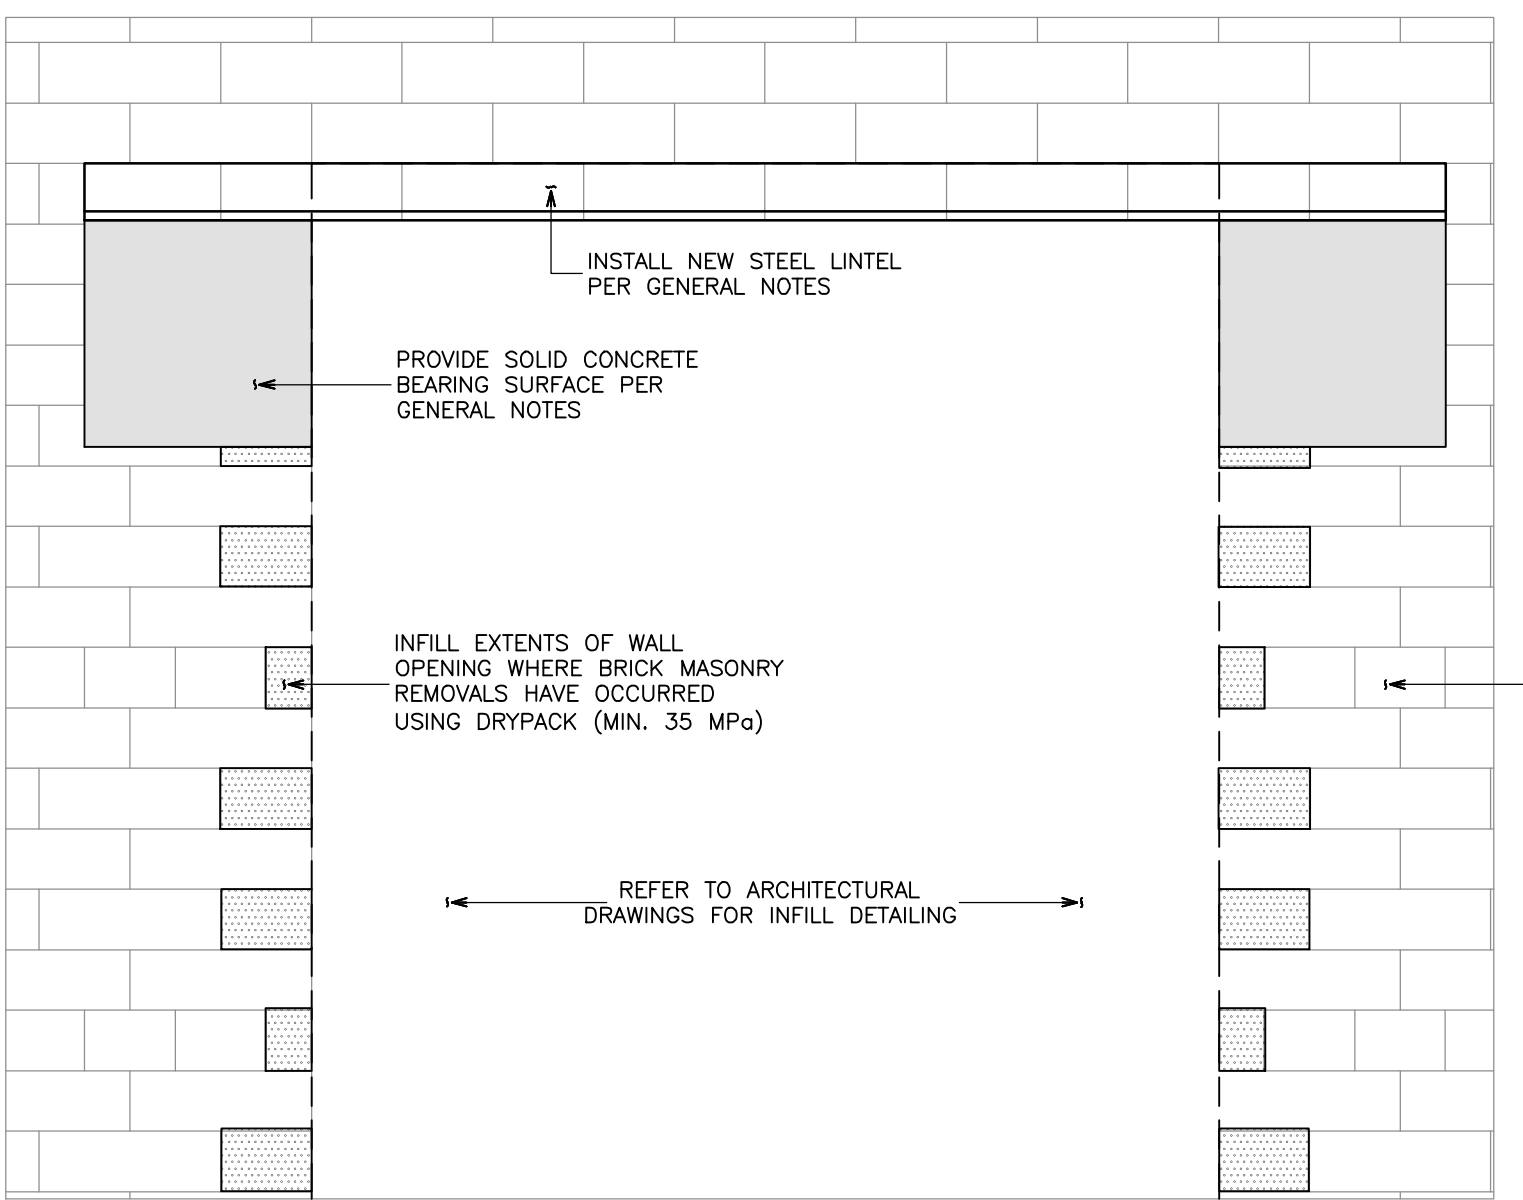 INSTALL NEW STEEL LINTEL
PER GENERAL NOTES
PROVIDE SOLID CONCRETE
BEARING SURFACE PER
GENERAL NOTES
INFILL EXTENTS OF WALL
OPENING WHERE BRICK MASONRY
REMOVALS HAVE OCCURRED
USING DRYPACK (MIN. 35 MPa)
REFER TO ARCHITECTURAL
DRAWINGS FOR INFILL DETAILING